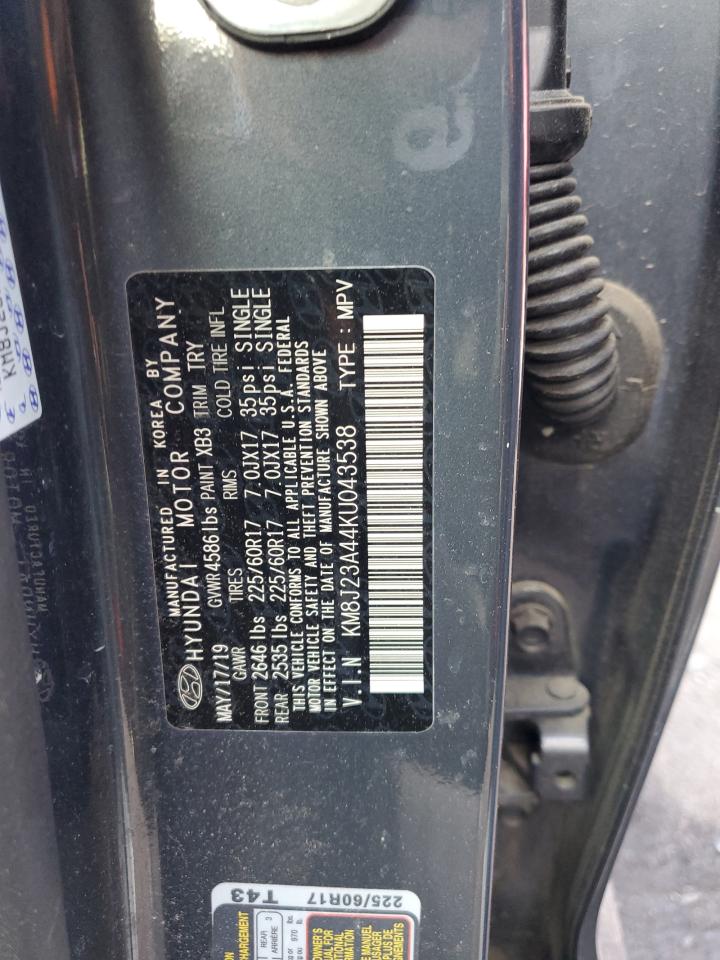 MANUFACTURED IN KOREA BY
HYUNDAI MOTOR COMPANY
MAY/17/19 GVWR 4586 lbs PAINT XB3 TRIM TRY
GAWR TIRES RIMS COLD TIRE INFL
FRONT 2646 lbs 225/60R17 7.0JX17 35psi SINGLE
REAR 2535 lbs 225/60R17 7.0JX17 35psi SINGLE
THIS VEHICLE CONFORMS TO ALL APPLICABLE U.S.A. FEDERAL
MOTOR VEHICLE SAFETY AND THEFT PREVENTION STANDARDS
IN EFFECT ON THE DATE OF MANUFACTURE SHOWN ABOVE
V.I.N KM8J23A44KU043538 TYPE : MPV
225/60R17
T43
REAR 3
ARRIÈRE